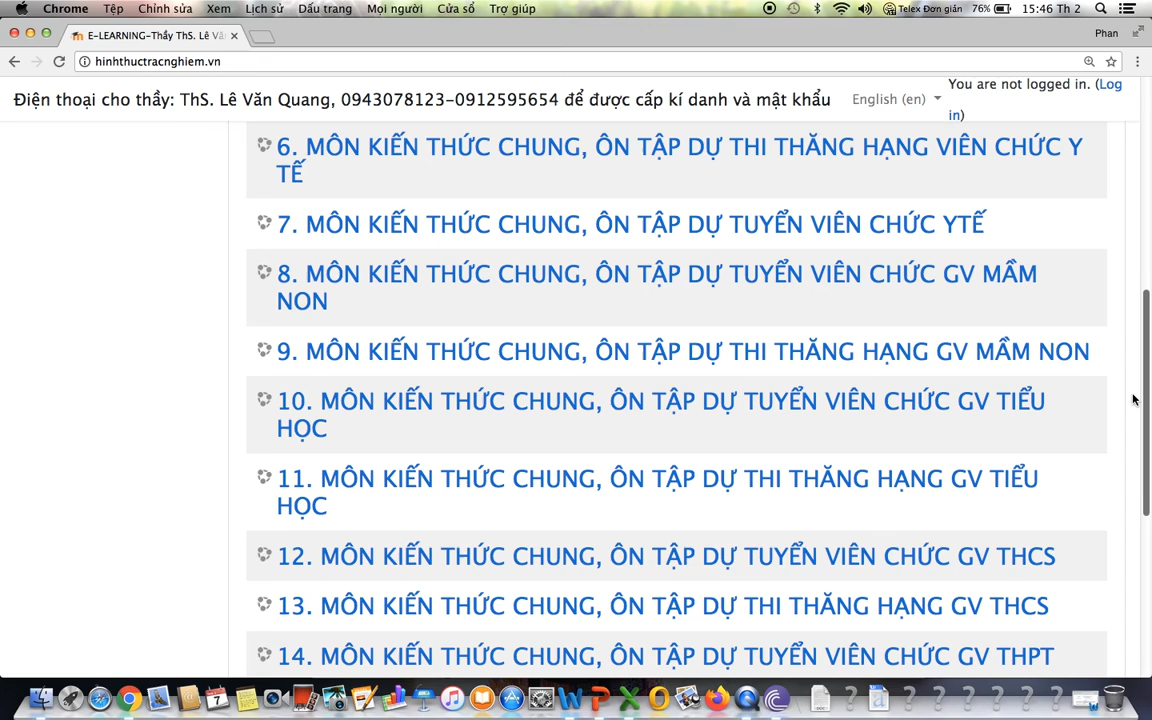 Chrome Tệp Chỉnh sửa Xem Lịch sử Dấu trang Mọi người Cửa sổ Trợ giúp Telex Đơn giản 76% 15:46 Th 2
E-LEARNING-Thầy ThS. Lê Vă Phan
hinhthuctracnghiem.vn
Điện thoại cho thầy: ThS. Lê Văn Quang, 0943078123-0912595654 để được cấp kí danh và mật khẩu English (en) You are not logged in. (Log
in)
6. MÔN KIẾN THỨC CHUNG, ÔN TẬP DỰ THI THĂNG HẠNG VIÊN CHỨC Y
TẾ
7. MÔN KIẾN THỨC CHUNG, ÔN TẬP DỰ TUYỂN VIÊN CHỨC YTẾ
8. MÔN KIẾN THỨC CHUNG, ÔN TẬP DỰ TUYỂN VIÊN CHỨC GV MẦM
NON
9. MÔN KIẾN THỨC CHUNG, ÔN TẬP DỰ THI THĂNG HẠNG GV MẦM NON
10. MÔN KIẾN THỨC CHUNG, ÔN TẬP DỰ TUYỂN VIÊN CHỨC GV TIỂU
HỌC
11. MÔN KIẾN THỨC CHUNG, ÔN TẬP DỰ THI THĂNG HẠNG GV TIỂU
HỌC
12. MÔN KIẾN THỨC CHUNG, ÔN TẬP DỰ TUYỂN VIÊN CHỨC GV THCS
13. MÔN KIẾN THỨC CHUNG, ÔN TẬP DỰ THI THĂNG HẠNG GV THCS
14. MÔN KIẾN THỨC CHUNG, ÔN TẬP DỰ TUYỂN VIÊN CHỨC GV THPT